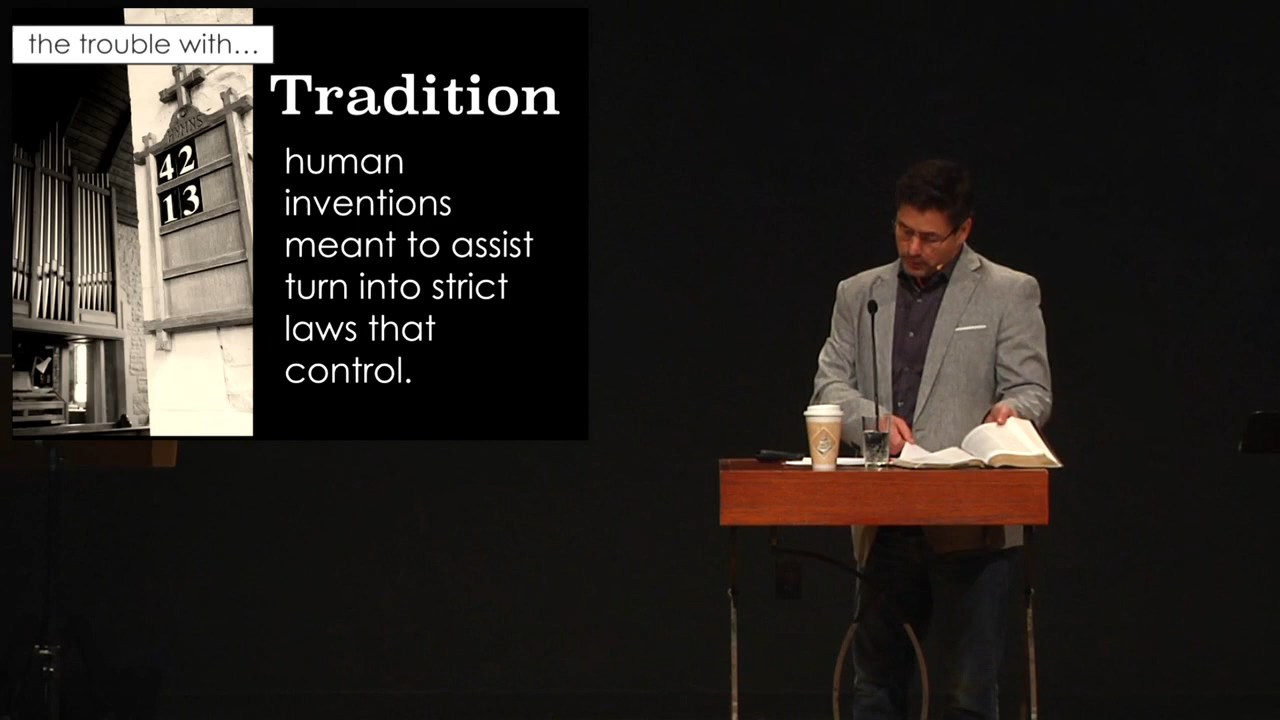 the trouble with...
Tradition
HYMNS
42
13
human
inventions
meant to assist
turn into strict
laws that
control.